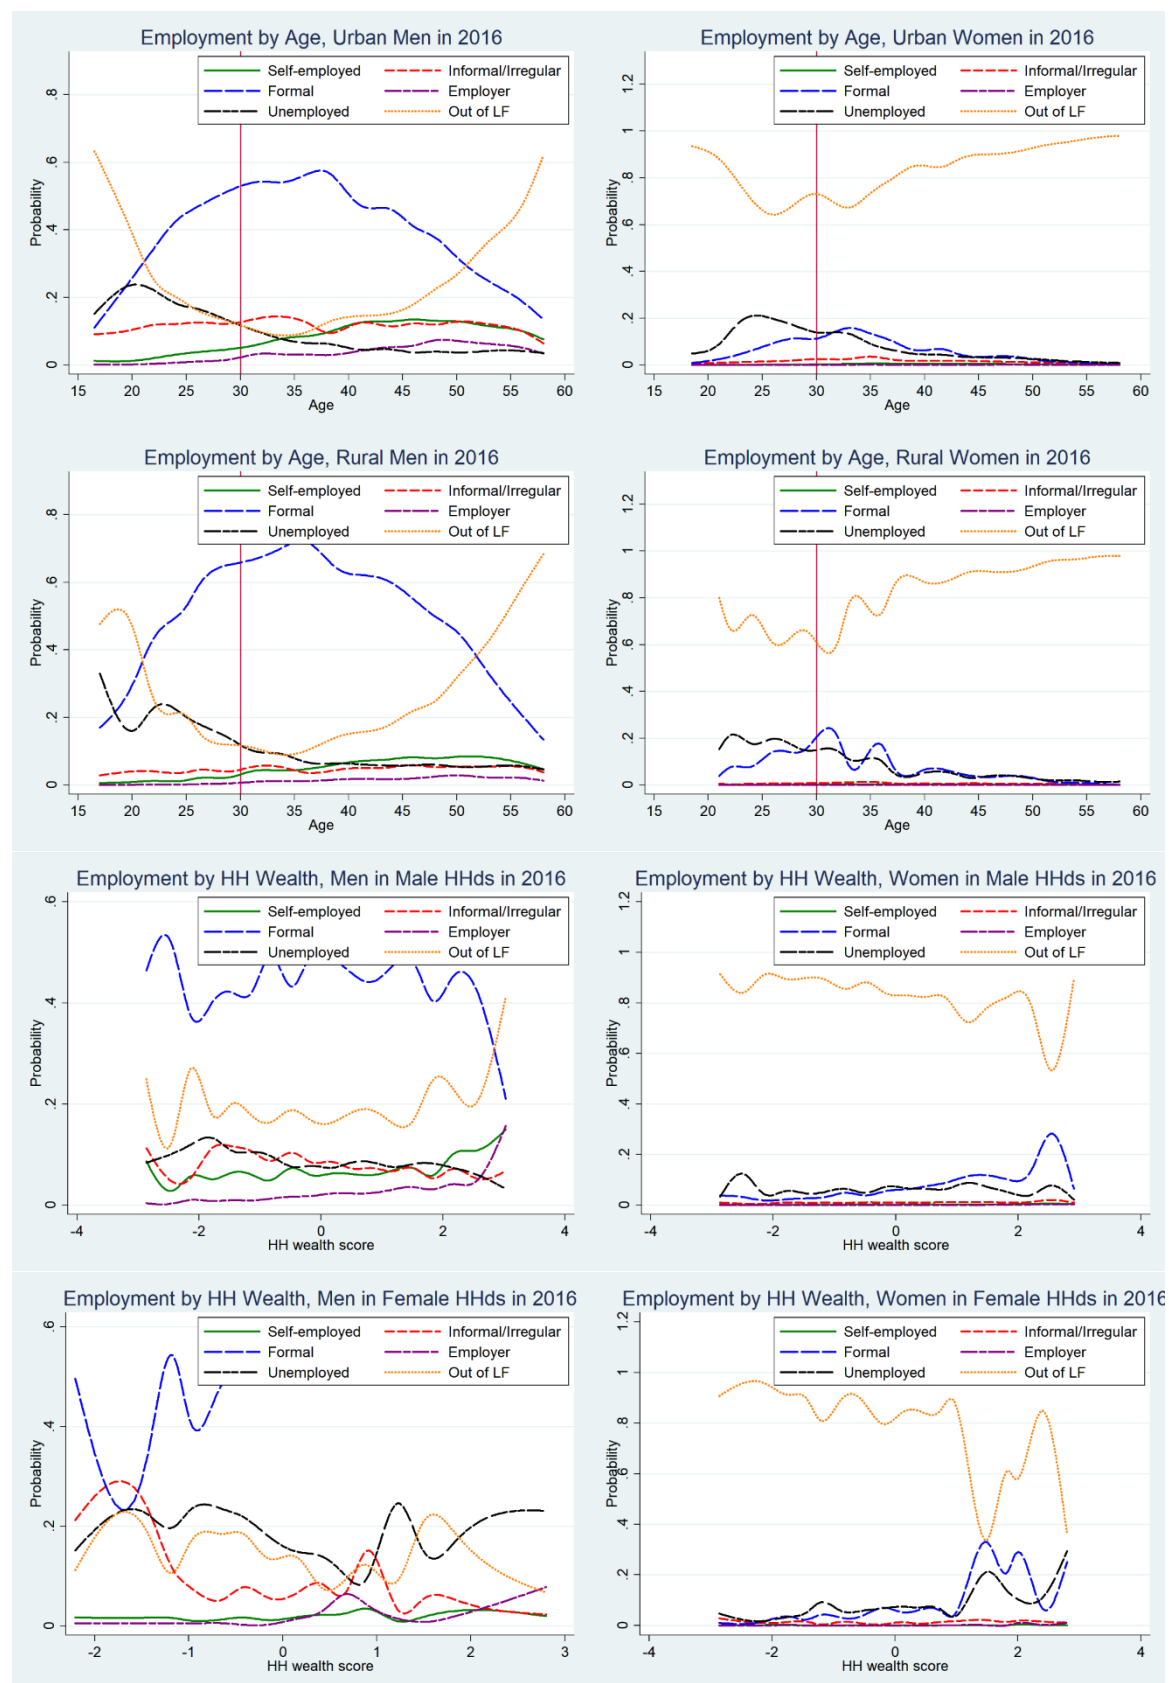 Employment by Age, Urban Men in 2016
Self-employed Informal/Irregular
Formal Employer
Unemployed Out of LF
Probability
0 .2 .4 .6 .8
15 20 25 30 35 40 45 50 55 60
Age
Employment by Age, Urban Women in 2016
Self-employed Informal/Irregular
Formal Employer
Unemployed Out of LF
Probability
0 .2 .4 .6 .8 1 1.2
15 20 25 30 35 40 45 50 55 60
Age
Employment by Age, Rural Men in 2016
Self-employed Informal/Irregular
Formal Employer
Unemployed Out of LF
Probability
0 .2 .4 .6 .8
15 20 25 30 35 40 45 50 55 60
Age
Employment by Age, Rural Women in 2016
Self-employed Informal/Irregular
Formal Employer
Unemployed Out of LF
Probability
0 .2 .4 .6 .8 1 1.2
15 20 25 30 35 40 45 50 55 60
Age
Employment by HH Wealth, Men in Male HHds in 2016
Self-employed Informal/Irregular
Formal Employer
Unemployed Out of LF
Probability
0 .2 .4 .6
-4 -2 0 2 4
HH wealth score
Employment by HH Wealth, Women in Male HHds in 2016
Self-employed Informal/Irregular
Formal Employer
Unemployed Out of LF
Probability
0 .2 .4 .6 .8 1 1.2
-4 -2 0 2 4
HH wealth score
Employment by HH Wealth, Men in Female HHds in 2016
Self-employed Informal/Irregular
Formal Employer
Unemployed Out of LF
Probability
0 .2 .4 .6
-2 -1 0 1 2 3
HH wealth score
Employment by HH Wealth, Women in Female HHds in 2016
Self-employed Informal/Irregular
Formal Employer
Unemployed Out of LF
Probability
0 .2 .4 .6 .8 1 1.2
-4 -2 0 2 4
HH wealth score